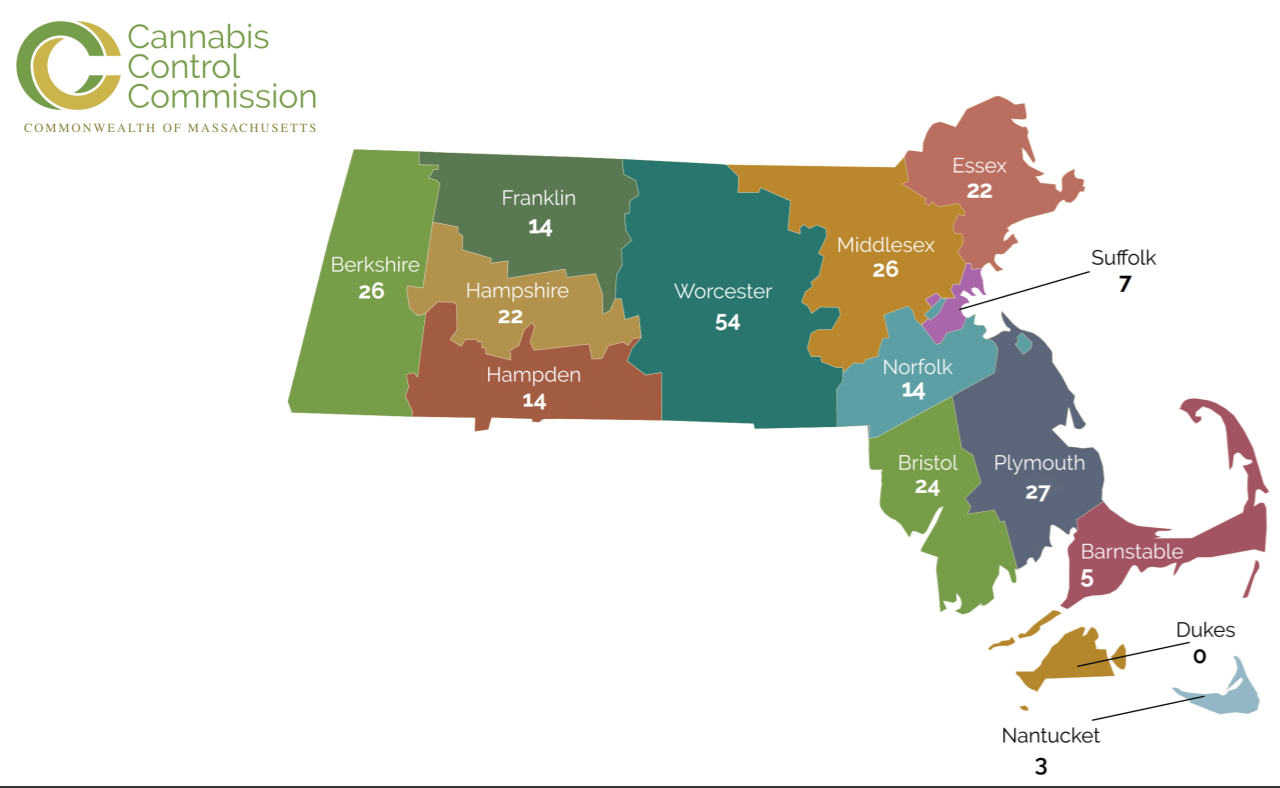 Cannabis
Control
Commission
COMMONWEALTH OF MASSACHUSETTS
Essex
22
Franklin
14
Middlesex
26
Suffolk
7
Berkshire
26
Hampshire
22
Worcester
54
Norfolk
14
Hampden
14
Bristol
24
Plymouth
27
Barnstable
5
Dukes
0
Nantucket
3